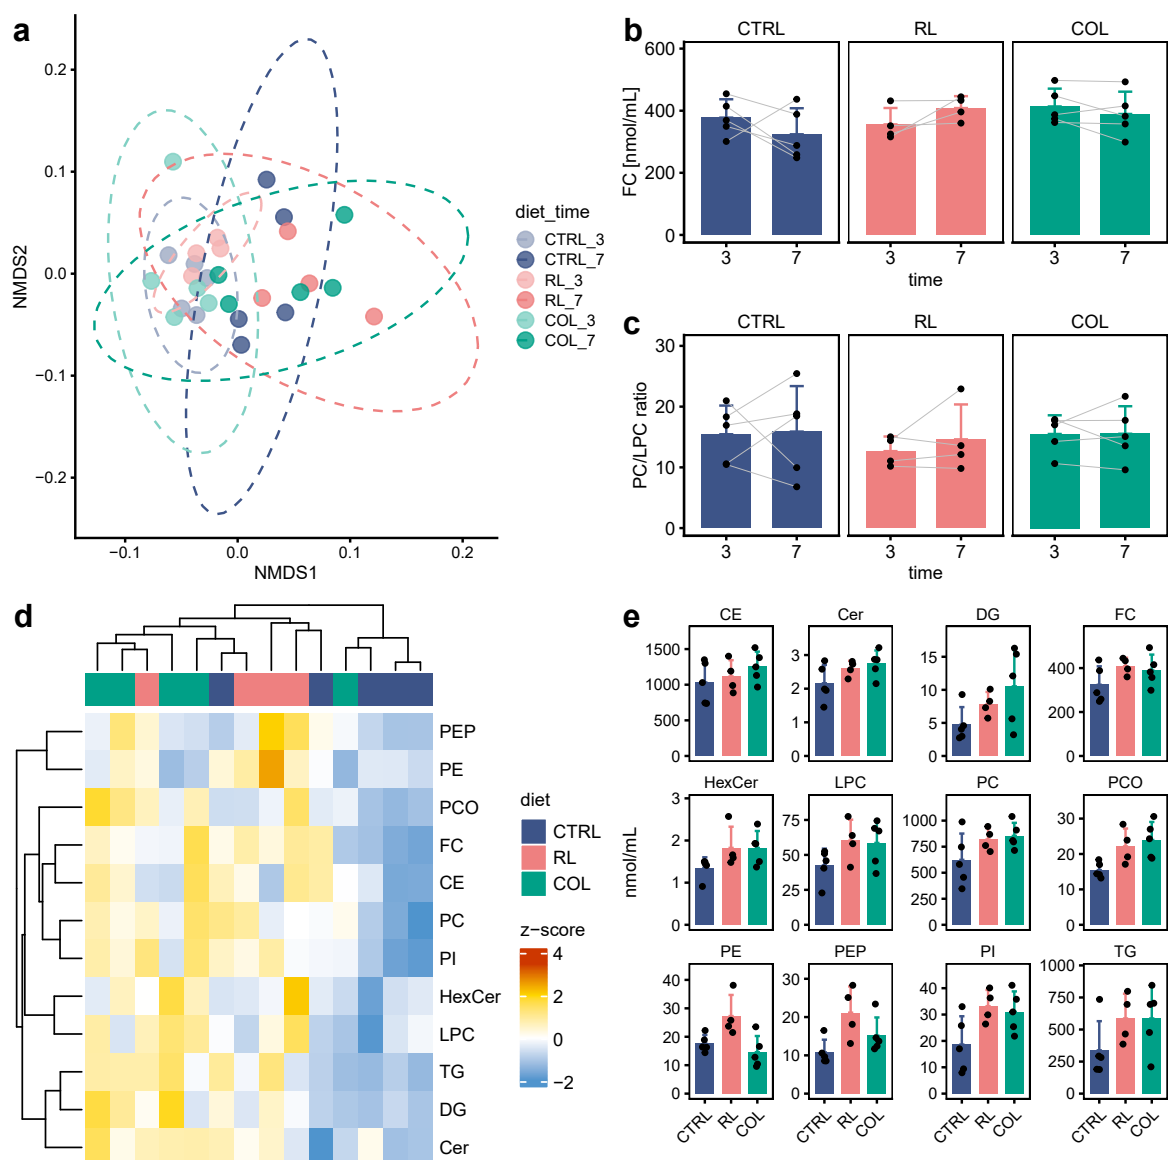 a
0.2
0.1
0.0
−0.1
−0.2
NMDS2
−0.1
0.0
0.1
0.2
NMDS1
diet_time
CTRL_3
CTRL_7
RL_3
RL_7
COL_3
COL_7
b
CTRL
RL
COL
FC [nmol/mL]
600
400
200
0
3
7
3
7
3
7
time
c
CTRL
RL
COL
PC/LPC ratio
30
20
10
0
3
7
3
7
3
7
time
d
PEP
PE
PCO
FC
CE
PC
PI
HexCer
LPC
TG
DG
Cer
diet
CTRL
RL
COL
z−score
4
2
0
−2
e
nmol/mL
CE
1500
1000
500
0
Cer
3
2
1
0
DG
15
10
5
0
FC
400
200
0
HexCer
3
2
1
0
LPC
75
50
25
0
PC
1000
750
500
250
0
PCO
30
20
10
0
PE
40
30
20
10
0
PEP
30
20
10
0
PI
40
30
20
10
0
TG
1000
750
500
250
0
CTRL
RL
COL
CTRL
RL
COL
CTRL
RL
COL
CTRL
RL
COL